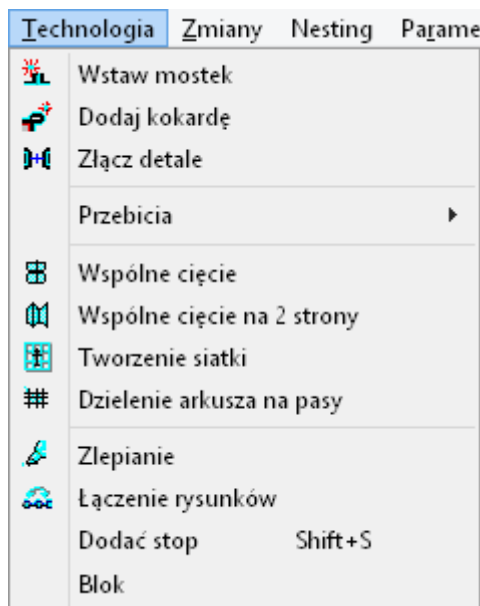 Technologia Zmiany Nesting Parame
Wstaw mostek
Dodaj kokardę
Złącz detale
Przebicia
Wspólne cięcie
Wspólne cięcie na 2 strony
Tworzenie siatki
Dzielenie arkusza na pasy
Zlepianie
Łączenie rysunków
Dodać stop Shift+S
Blok